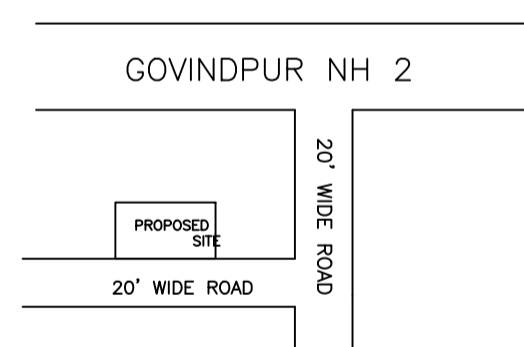 GOVINDPUR NH 2
20' WIDE ROAD
PROPOSED
SITE
20' WIDE ROAD